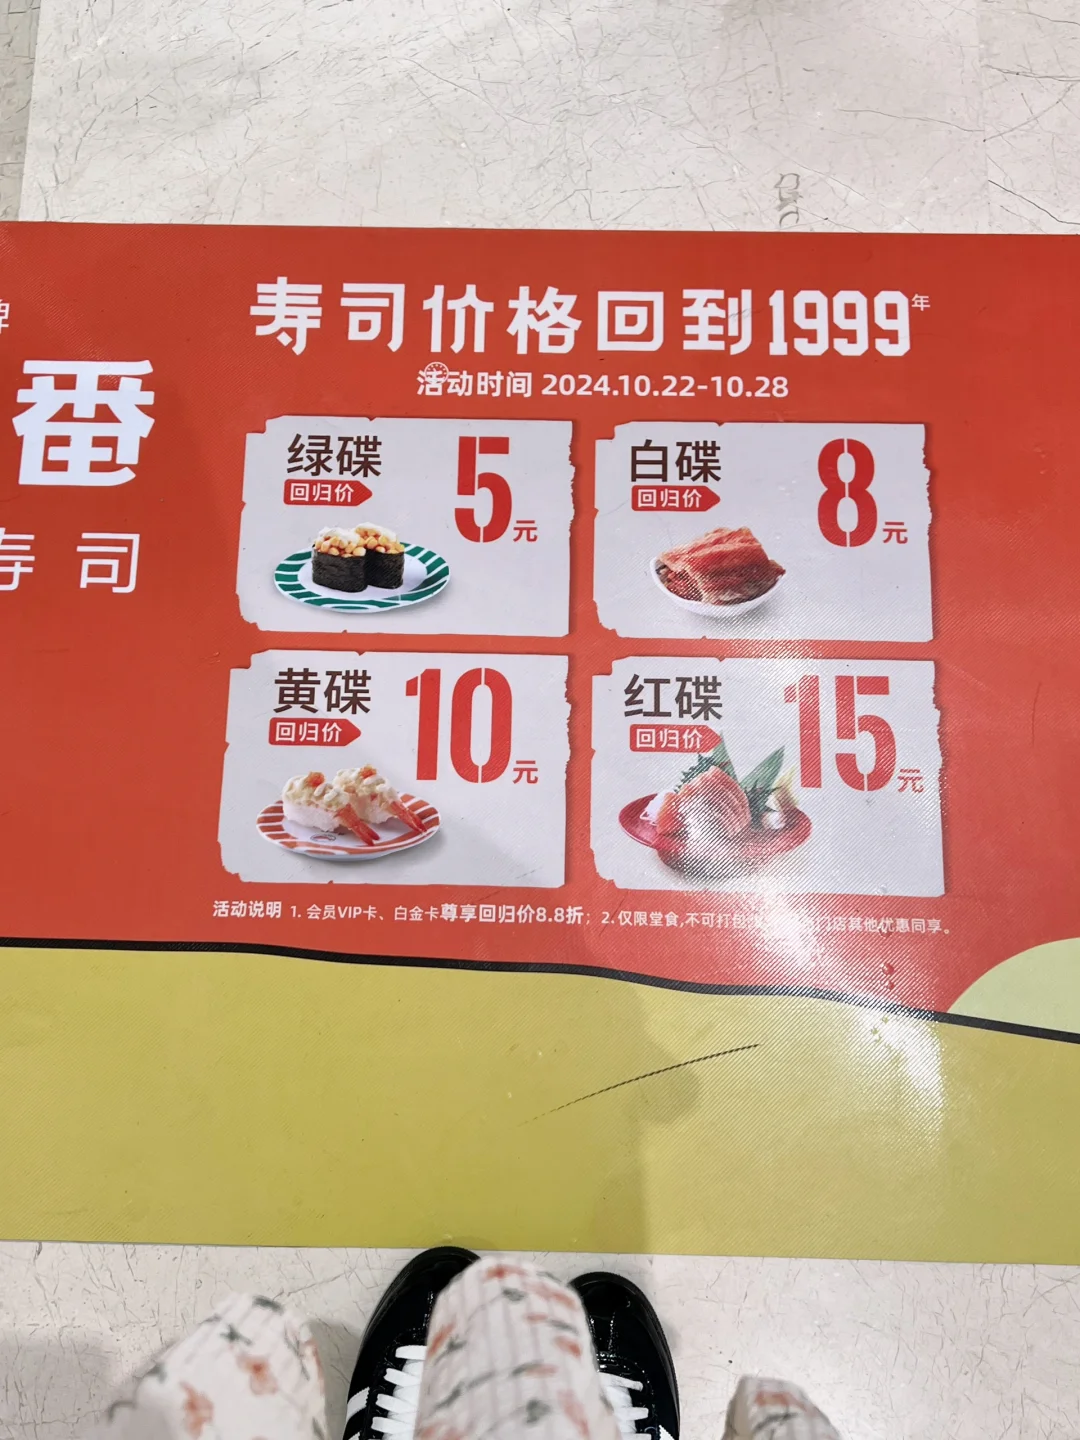 牌
番
寿司
寿司价格回到1999年
活动时间 2024.10.22-10.28
绿碟
回归价
5元
白碟
回归价
8元
黄碟
回归价
10元
红碟
回归价
15元
活动说明 1. 会员VIP卡、白金卡尊享回归价8.8折；2. 仅限堂食,不可打包 门店其他优惠同享。